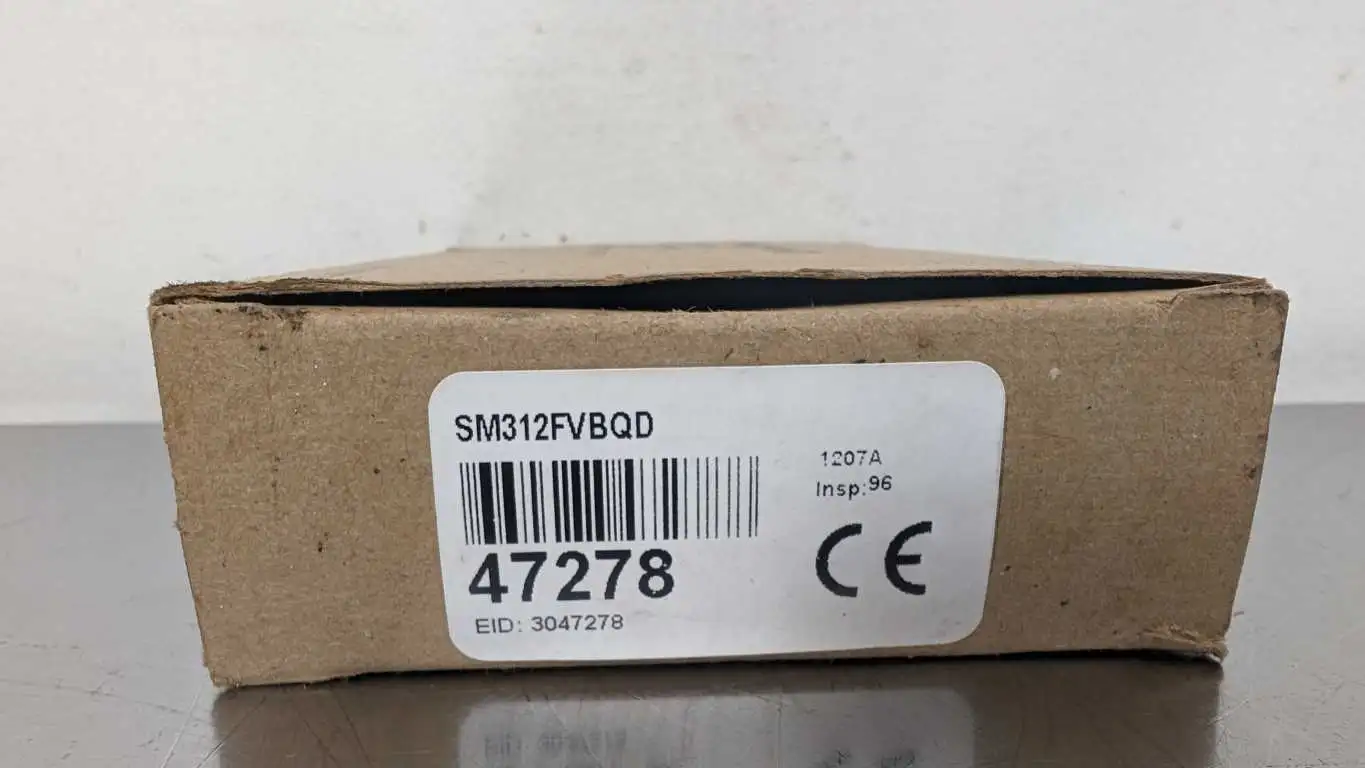 SM312FVBQD
1207A
Insp:96
47278
CE
EID: 3047278